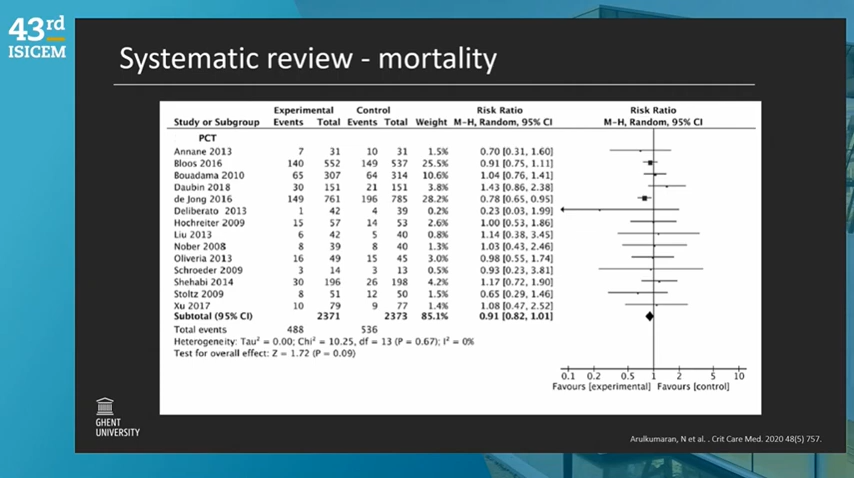 43rd
ISICEM
Systematic review - mortality
Experimental Control Risk Ratio Risk Ratio
Study or Subgroup Events Total Events Total Weight M-H, Random, 95% CI M-H, Random, 95% CI
PCT
Annane 2013 7 31 10 31 1.5% 0.70 [0.31, 1.60]
Bloos 2016 140 552 149 537 25.5% 0.91 [0.75, 1.11]
Bouadama 2010 65 307 64 314 10.6% 1.04 [0.76, 1.41]
Daubin 2018 30 151 21 151 3.8% 1.43 [0.86, 2.38]
de Jong 2016 149 761 196 785 28.2% 0.78 [0.65, 0.95]
Deliberato 2013 1 42 4 39 0.2% 0.23 [0.03, 1.99]
Hochreiter 2009 15 57 14 53 2.6% 1.00 [0.53, 1.86]
Liu 2013 6 42 5 40 0.8% 1.14 [0.38, 3.45]
Nober 2008 8 39 8 40 1.3% 1.03 [0.43, 2.46]
Oliveria 2013 16 49 15 45 3.0% 0.98 [0.55, 1.74]
Schroeder 2009 3 14 3 13 0.5% 0.93 [0.23, 3.81]
Shehabi 2014 30 196 26 198 3.8% 1.17 [0.72, 1.90]
Stoltz 2009 8 51 12 50 1.6% 0.65 [0.29, 1.46]
Xu 2017 10 79 9 77 1.4% 1.08 [0.47, 2.52]
Subtotal (95% CI) 2371 2373 85.1% 0.91 [0.82, 1.01]
Total events 488 536
Heterogeneity: Tau² = 0.00; Chi² = 10.25, df = 13 (P = 0.67); I² = 0%
Test for overall effect: Z = 1.72 (P = 0.09)
0.1 0.2 0.5 1 2 5 10
Favours [experimental] Favours [control]
GHENT
UNIVERSITY
Arulkumaran, N et al. . Crit Care Med. 2020 48(5) 757.